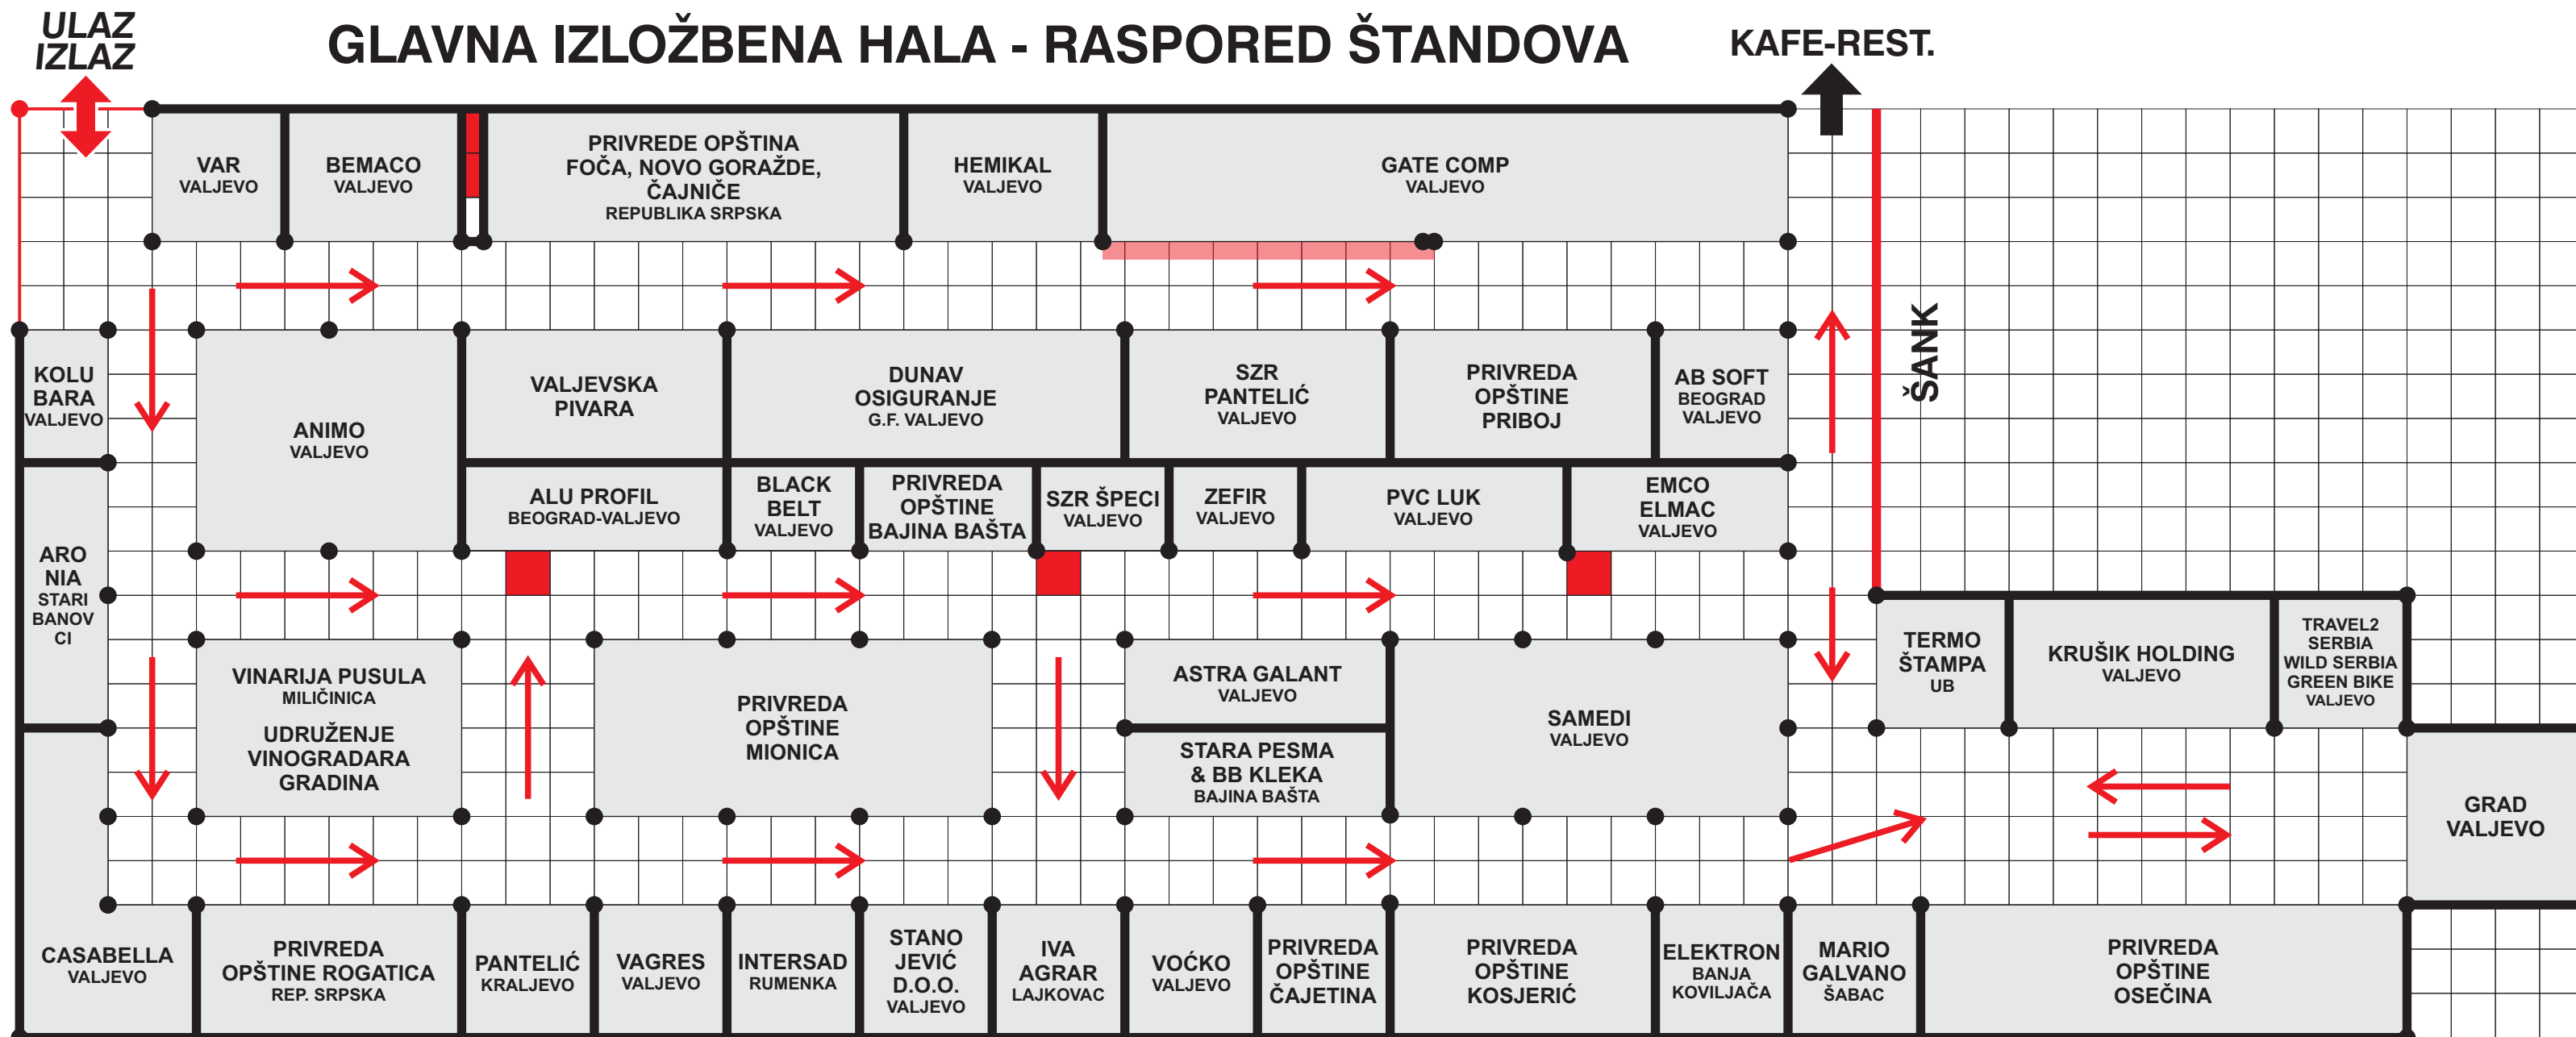 ULAZ
IZLAZ
GLAVNA IZLOŽBENA HALA - RASPORED ŠTANDOVA
KAFE-REST.
VAR
VALJEVO
BEMACO
VALJEVO
PRIVREDE OPŠTINA
FOČA, NOVO GORAŽDE,
ČAJNIČE
REPUBLIKA SRPSKA
HEMIKAL
VALJEVO
GATE COMP
VALJEVO
ŠANK
KOLU
BARA
VALJEVO
ANIMO
VALJEVO
VALJEVSKA
PIVARA
DUNAV
OSIGURANJE
G.F. VALJEVO
SZR
PANTELIĆ
VALJEVO
PRIVREDA
OPŠTINE
PRIBOJ
AB SOFT
BEOGRAD
VALJEVO
ALU PROFIL
BEOGRAD-VALJEVO
BLACK
BELT
VALJEVO
PRIVREDA
OPŠTINE
BAJINA BAŠTA
SZR ŠPECI
VALJEVO
ZEFIR
VALJEVO
PVC LUK
VALJEVO
EMCO
ELMAC
VALJEVO
ARO
NIA
STARI
BANOV
CI
VINARIJA PUSULA
MILIČINICA
UDRUŽENJE
VINOGRADARA
GRADINA
PRIVREDA
OPŠTINE
MIONICA
ASTRA GALANT
VALJEVO
STARA PESMA
& BB KLEKA
BAJINA BAŠTA
SAMEDI
VALJEVO
TERMO
ŠTAMPA
UB
KRUŠIK HOLDING
VALJEVO
TRAVEL2
SERBIA
WILD SERBIA
GREEN BIKE
VALJEVO
GRAD
VALJEVO
CASABELLA
VALJEVO
PRIVREDA
OPŠTINE ROGATICA
REP. SRPSKA
PANTELIĆ
KRALJEVO
VAGRES
VALJEVO
INTERSAD
RUMENKA
STANO
JEVIĆ
D.O.O.
VALJEVO
IVA
AGRAR
LAJKOVAC
VOĆKO
VALJEVO
PRIVREDA
OPŠTINE
ČAJETINA
PRIVREDA
OPŠTINE
KOSJERIĆ
ELEKTRON
BANJA
KOVILJAČA
MARIO
GALVANO
ŠABAC
PRIVREDA
OPŠTINE
OSEČINA